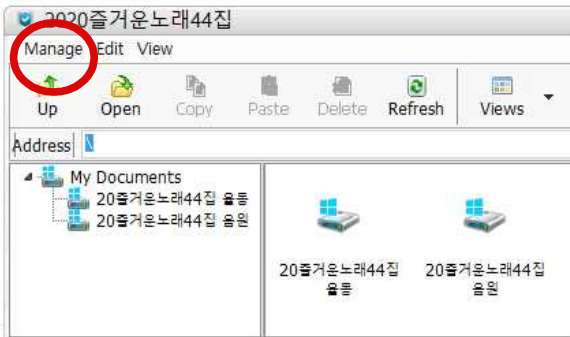 2020즐거운노래44집
Manage Edit View
Up Open Copy Paste Delete Refresh Views
Address \
My Documents
20즐거운노래44집 율동
20즐거운노래44집 음원
20즐거운노래44집 20즐거운노래44집
율동 음원